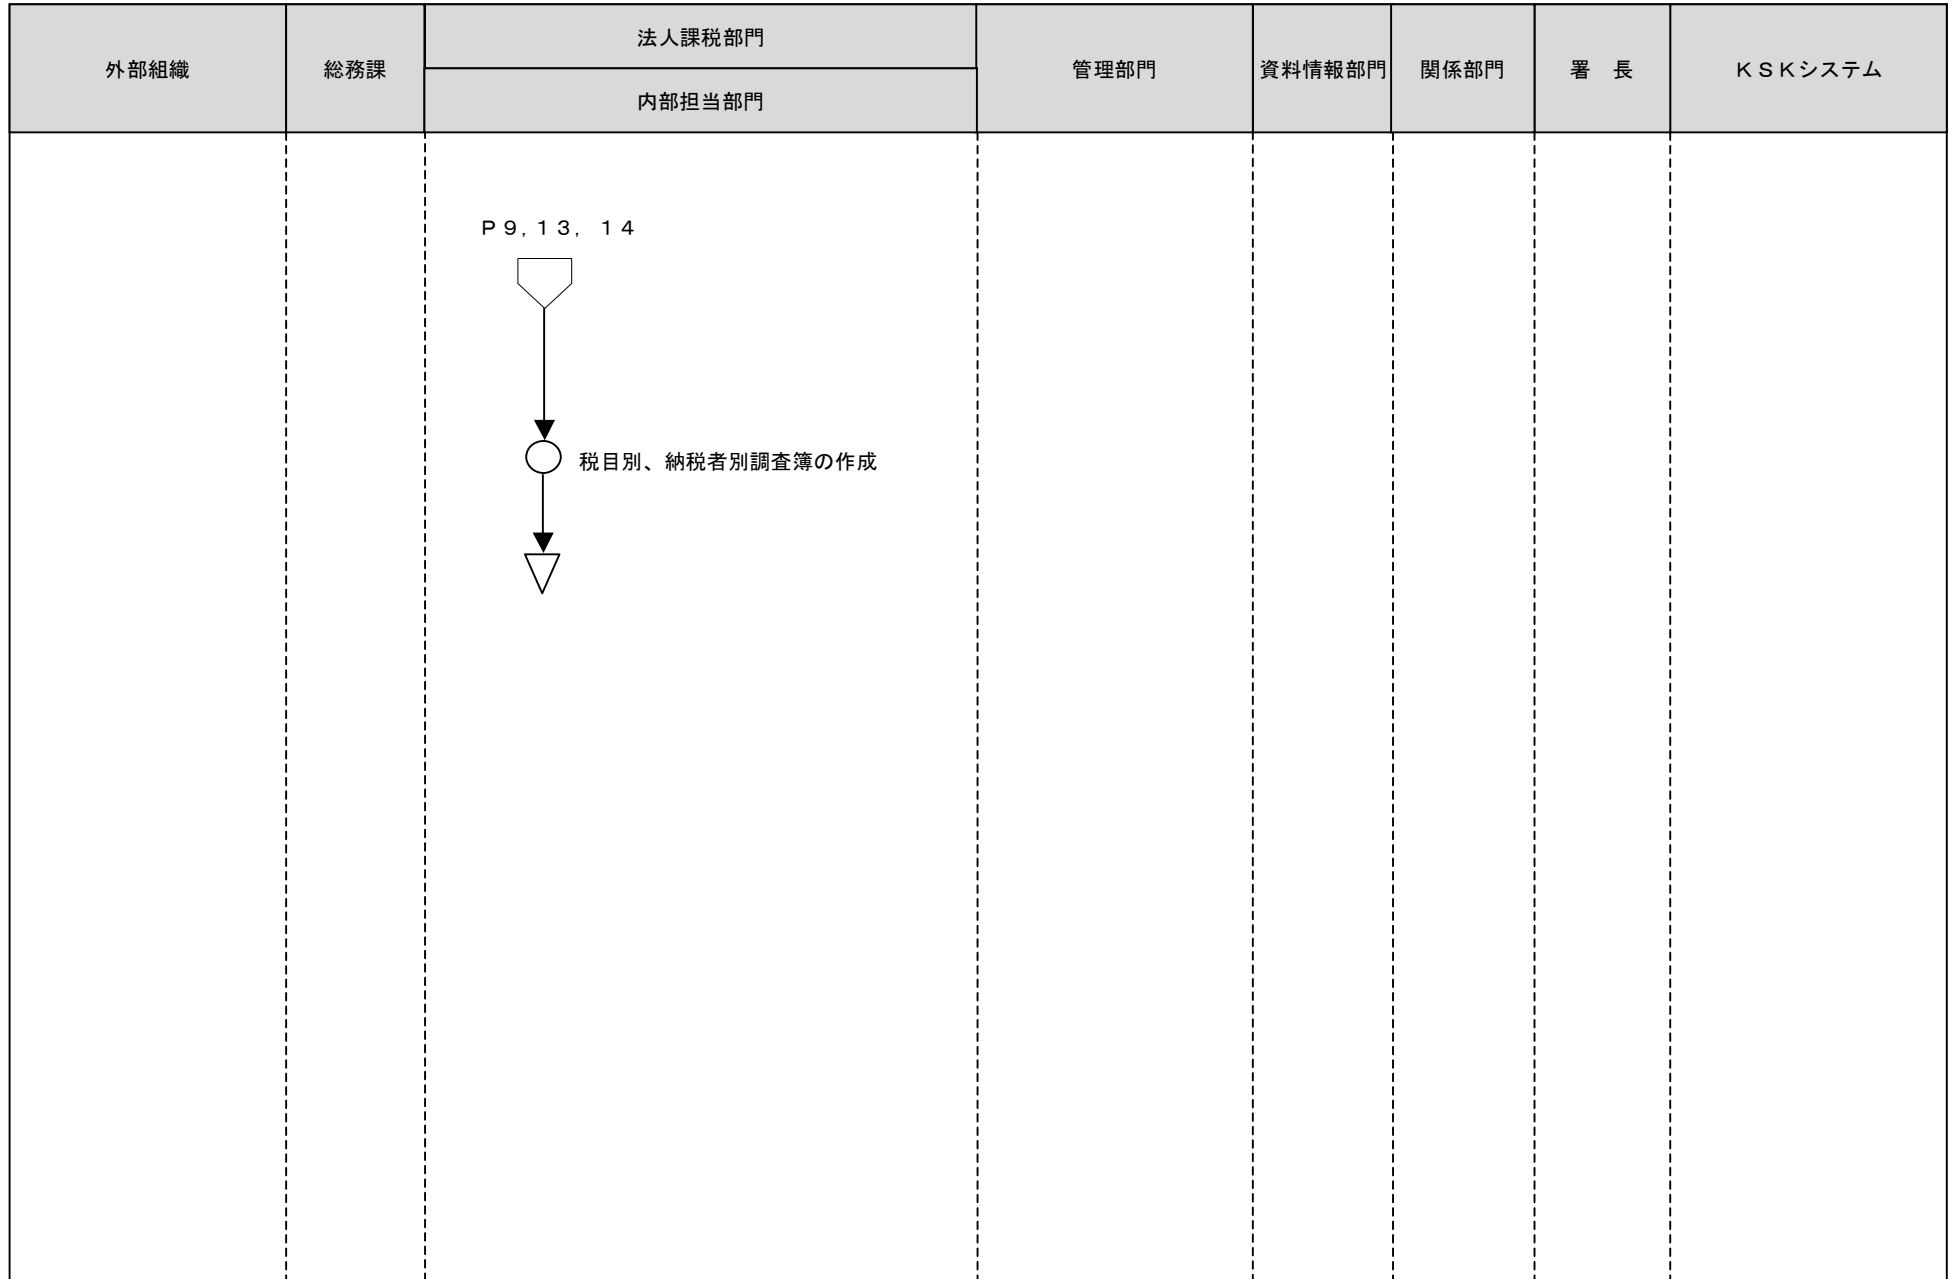 外部組織
総務課
法人課税部門
内部担当部門
管理部門
資料情報部門
関係部門
署　長
ＫＳＫシステム
Ｐ９，１３，　１４
税目別、納税者別調査簿の作成